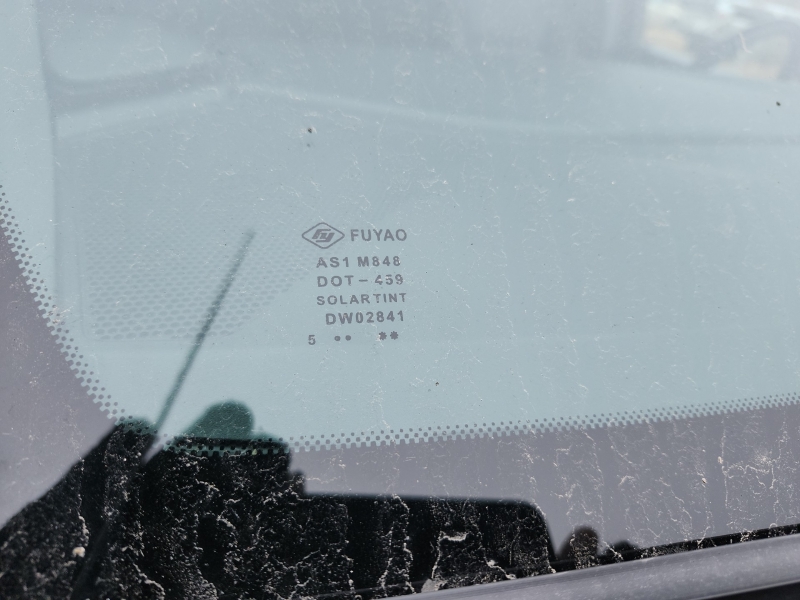 FUYAO
AS1 M848
DOT - 459
SOLARTINT
DW02841
5 •• **